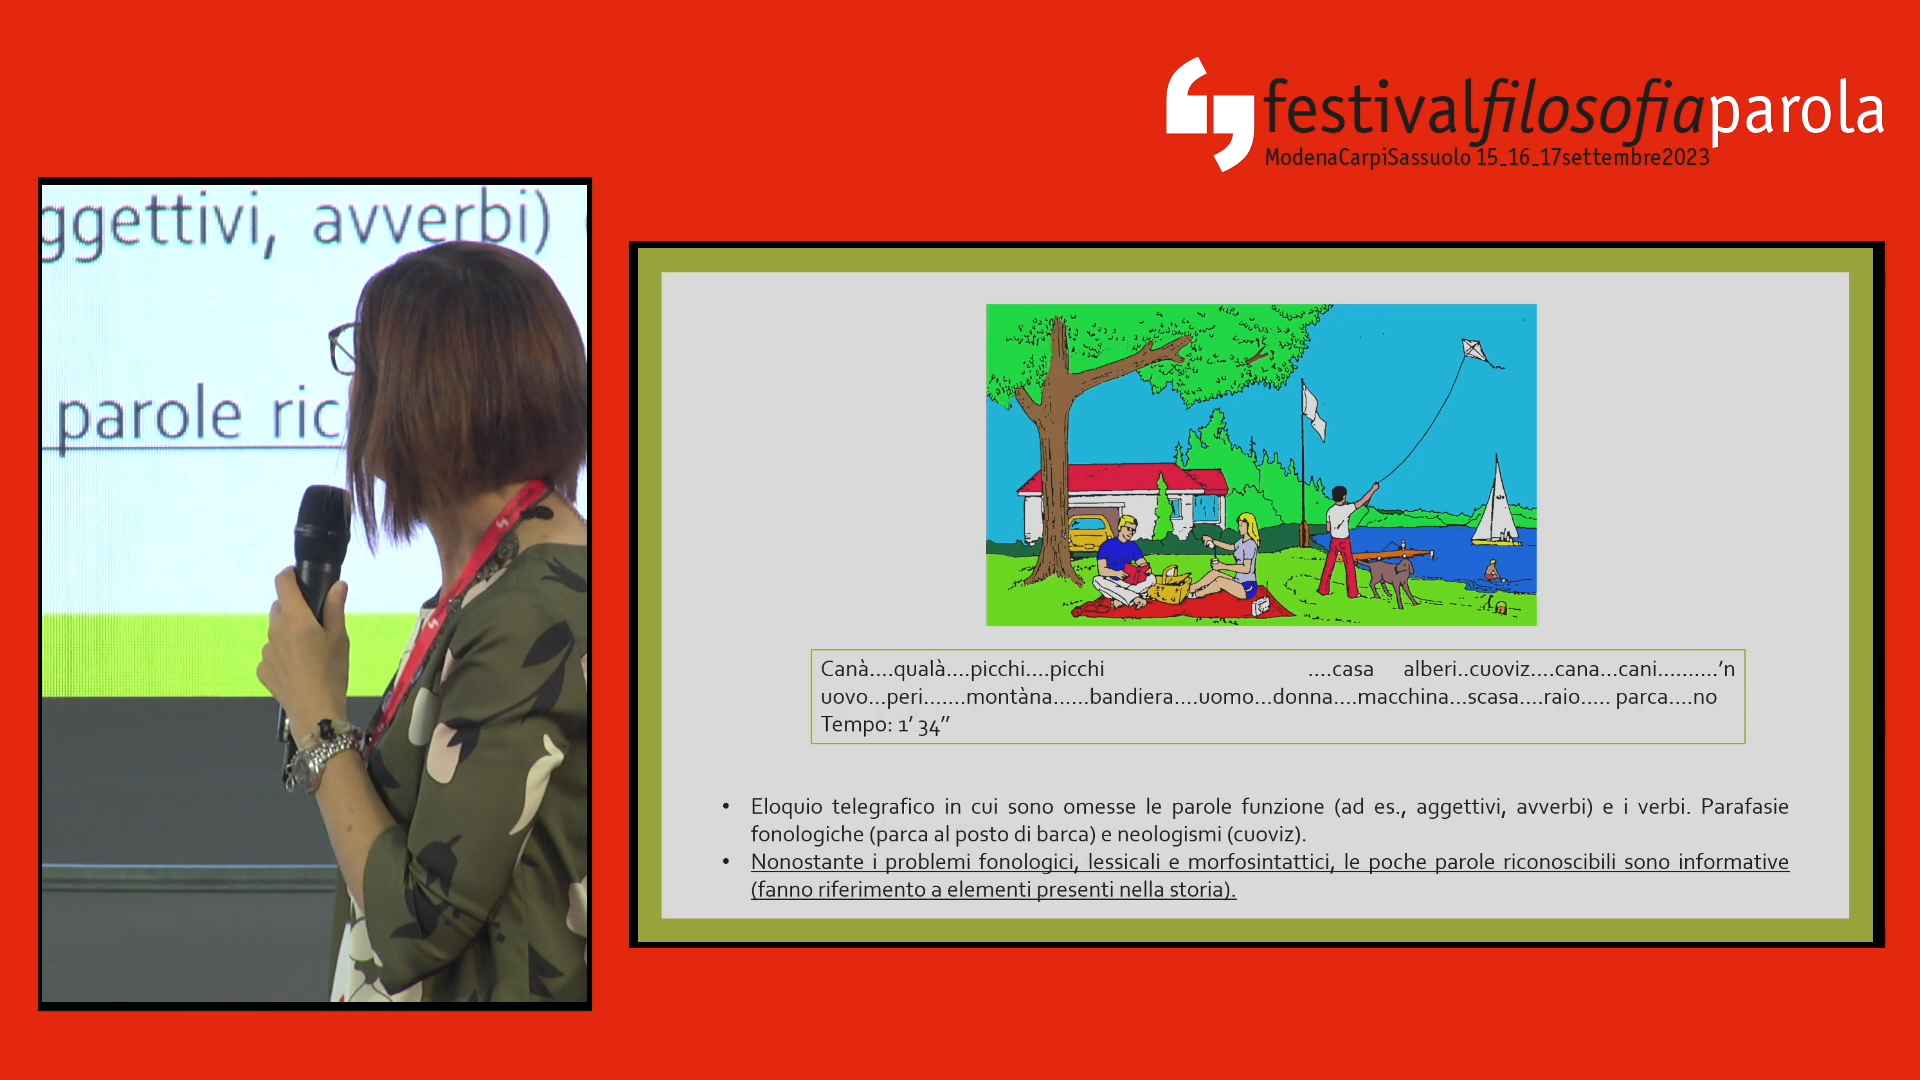 festivalfilosofiaparola
ModenaCarpiSassuolo 15_16_17settembre2023
ggettivi, avverbi)
parole ric
Canà....qualà....picchi....picchi ....casa alberi..cuoviz....cana...cani..........’n
uovo...peri.......montàna......bandiera....uomo...donna....macchina...scasa....raio..... parca....no
Tempo: 1’ 34’’
• Eloquio telegrafico in cui sono omesse le parole funzione (ad es., aggettivi, avverbi) e i verbi. Parafasie
fonologiche (parca al posto di barca) e neologismi (cuoviz).
• Nonostante i problemi fonologici, lessicali e morfosintattici, le poche parole riconoscibili sono informative
(fanno riferimento a elementi presenti nella storia).